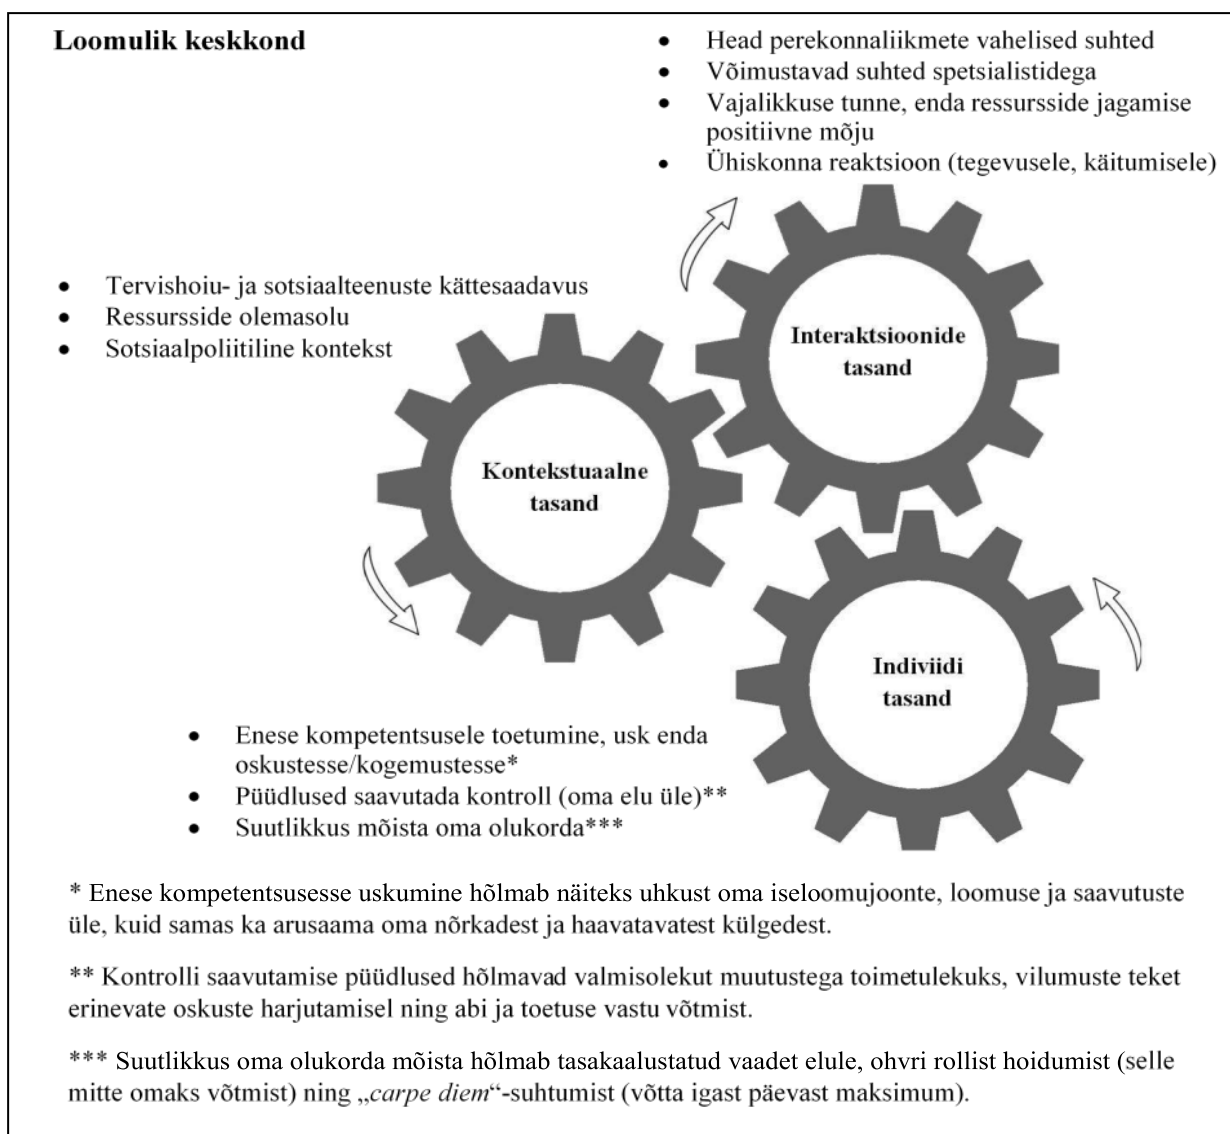 Loomulik keskkond
• Head perekonnaliikmete vahelised suhted
• Võimustavad suhted spetsialistidega
• Vajalikkuse tunne, enda ressursside jagamise
positiivne mõju
• Ühiskonna reaktsioon (tegevusele, käitumisele)
• Tervishoiu- ja sotsiaalteenuste kättesaadavus
• Ressursside olemasolu
• Sotsiaalpoliitiline kontekst
Interaktsioonide
tasand
Kontekstuaalne
tasand
Indiviidi
tasand
• Enese kompetentsusele toetumine, usk enda
oskustesse/kogemustesse*
• Püüdlused saavutada kontroll (oma elu üle)**
• Suutlikkus mõista oma olukorda***
* Enese kompetentsusesse uskumine hõlmab näiteks uhkust oma iseloomujoonte, loomuse ja saavutuste
üle, kuid samas ka arusaama oma nõrkadest ja haavatavatest külgedest.
** Kontrolli saavutamise püüdlused hõlmavad valmisolekut muutustega toimetulekuks, vilumuste teket
erinevate oskuste harjutamisel ning abi ja toetuse vastu võtmist.
*** Suutlikkus oma olukorda mõista hõlmab tasakaalustatud vaadet elule, ohvri rollist hoidumist (selle
mitte omaks võtmist) ning „carpe diem“-suhtumist (võtta igast päevast maksimum).